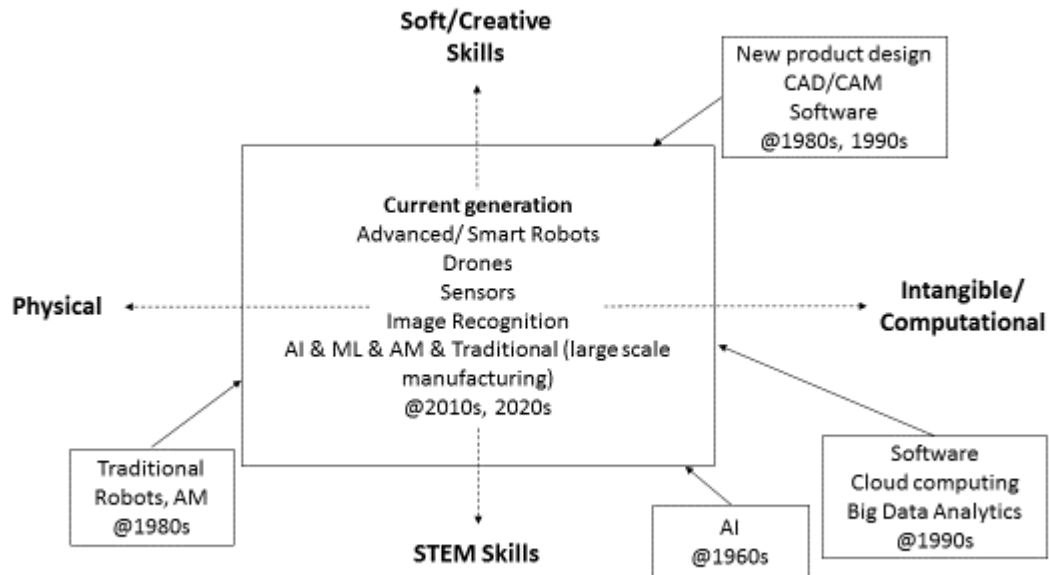 Soft/Creative
Skills
New product design
CAD/CAM
Software
@1980s, 1990s
Current generation
Advanced/ Smart Robots
Drones
Sensors
Image Recognition
AI & ML & AM & Traditional (large scale
manufacturing)
@2010s, 2020s
Physical
Intangible/
Computational
Traditional
Robots, AM
@1980s
STEM Skills
AI
@1960s
Software
Cloud computing
Big Data Analytics
@1990s